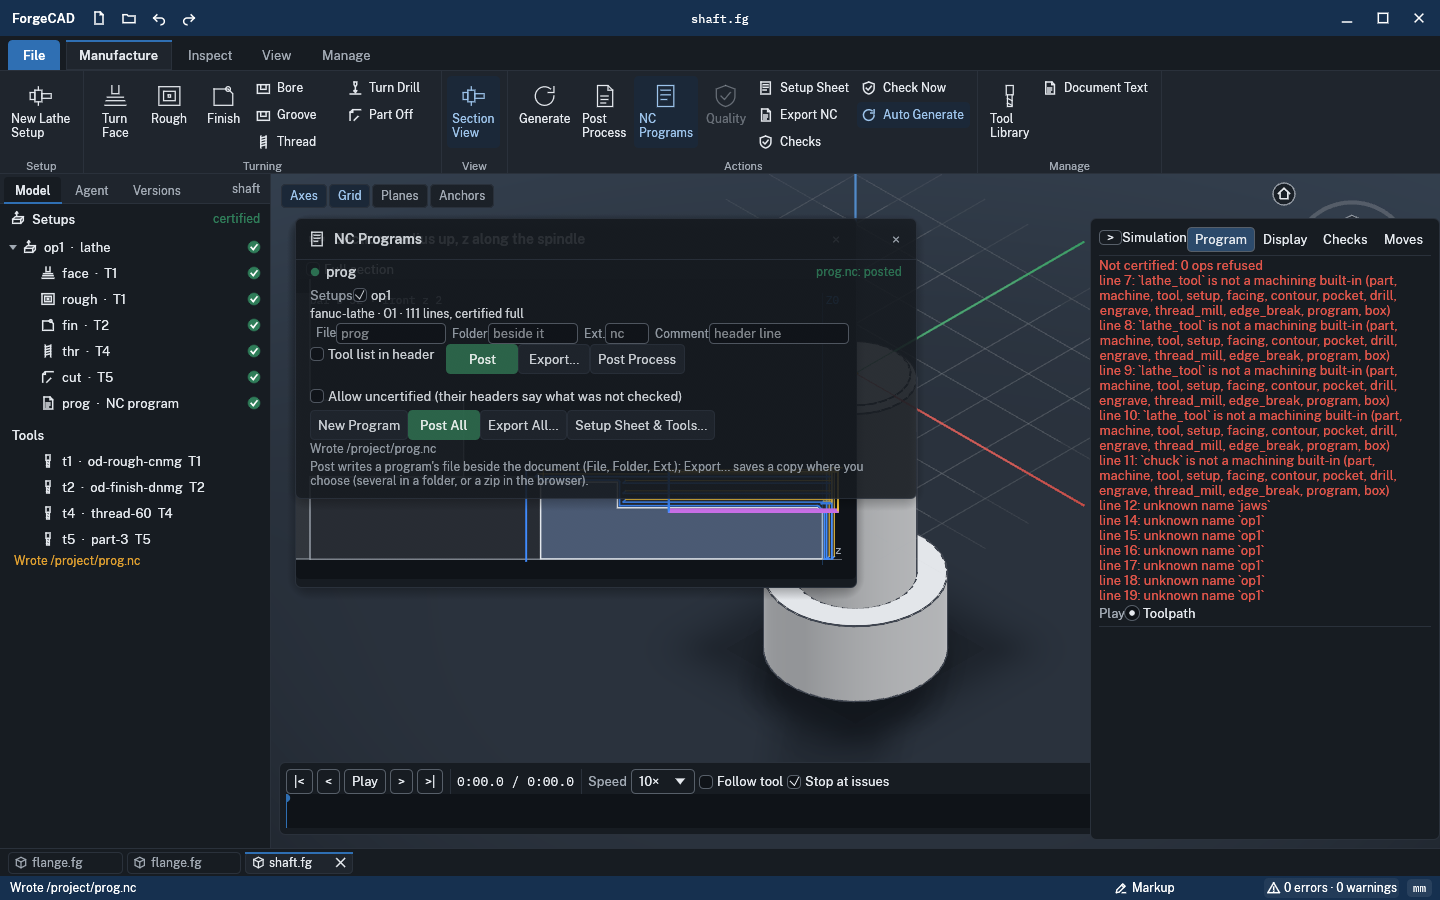 ForgeCAD
shaft.fg
File
Manufacture
Inspect
View
Manage
New Lathe
Setup
Turn
Face
Rough
Finish
Bore
Groove
Thread
Turn Drill
Part Off
Section
View
Generate
Post
Process
NC
Programs
Quality
Setup Sheet
Export NC
Checks
Check Now
Auto Generate
Tool
Library
Document Text
Setup
Turning
View
Actions
Manage
Model
Agent
Versions
shaft
Setups
certified
op1 · lathe
face · T1
rough · T1
fin · T2
thr · T4
cut · T5
prog · NC program
Tools
t1 · od-rough-cnmg T1
t2 · od-finish-dnmg T2
t4 · thread-60 T4
t5 · part-3 T5
Wrote /project/prog.nc
Axes
Grid
Planes
Anchors
NC Programs
us up, z along the spindle
prog
prog.nc: posted
Setups
op1
fanuc-lathe · O1 · 111 lines, certified full
File
prog
Folder
beside it
Ext.
nc
Comment
header line
Tool list in header
Post
Export...
Post Process
Allow uncertified (their headers say what was not checked)
New Program
Post All
Export All...
Setup Sheet & Tools...
Wrote /project/prog.nc
Post writes a program's file beside the document (File, Folder, Ext.); Export... saves a copy where you
choose (several in a folder, or a zip in the browser).
z
>
Simulation
Program
Display
Checks
Moves
Not certified: 0 ops refused
line 7: `lathe_tool` is not a machining built-in (part,
machine, tool, setup, facing, contour, pocket, drill,
engrave, thread_mill, edge_break, program, box)
line 8: `lathe_tool` is not a machining built-in (part,
machine, tool, setup, facing, contour, pocket, drill,
engrave, thread_mill, edge_break, program, box)
line 9: `lathe_tool` is not a machining built-in (part,
machine, tool, setup, facing, contour, pocket, drill,
engrave, thread_mill, edge_break, program, box)
line 10: `lathe_tool` is not a machining built-in (part,
machine, tool, setup, facing, contour, pocket, drill,
engrave, thread_mill, edge_break, program, box)
line 11: `chuck` is not a machining built-in (part,
machine, tool, setup, facing, contour, pocket, drill,
engrave, thread_mill, edge_break, program, box)
line 12: unknown name `jaws`
line 14: unknown name `op1`
line 15: unknown name `op1`
line 16: unknown name `op1`
line 17: unknown name `op1`
line 18: unknown name `op1`
line 19: unknown name `op1`
Play
Toolpath
|<
<
Play
>
>|
0:00.0 / 0:00.0
Speed
10×
Follow tool
Stop at issues
flange.fg
flange.fg
shaft.fg
Wrote /project/prog.nc
Markup
0 errors · 0 warnings
mm